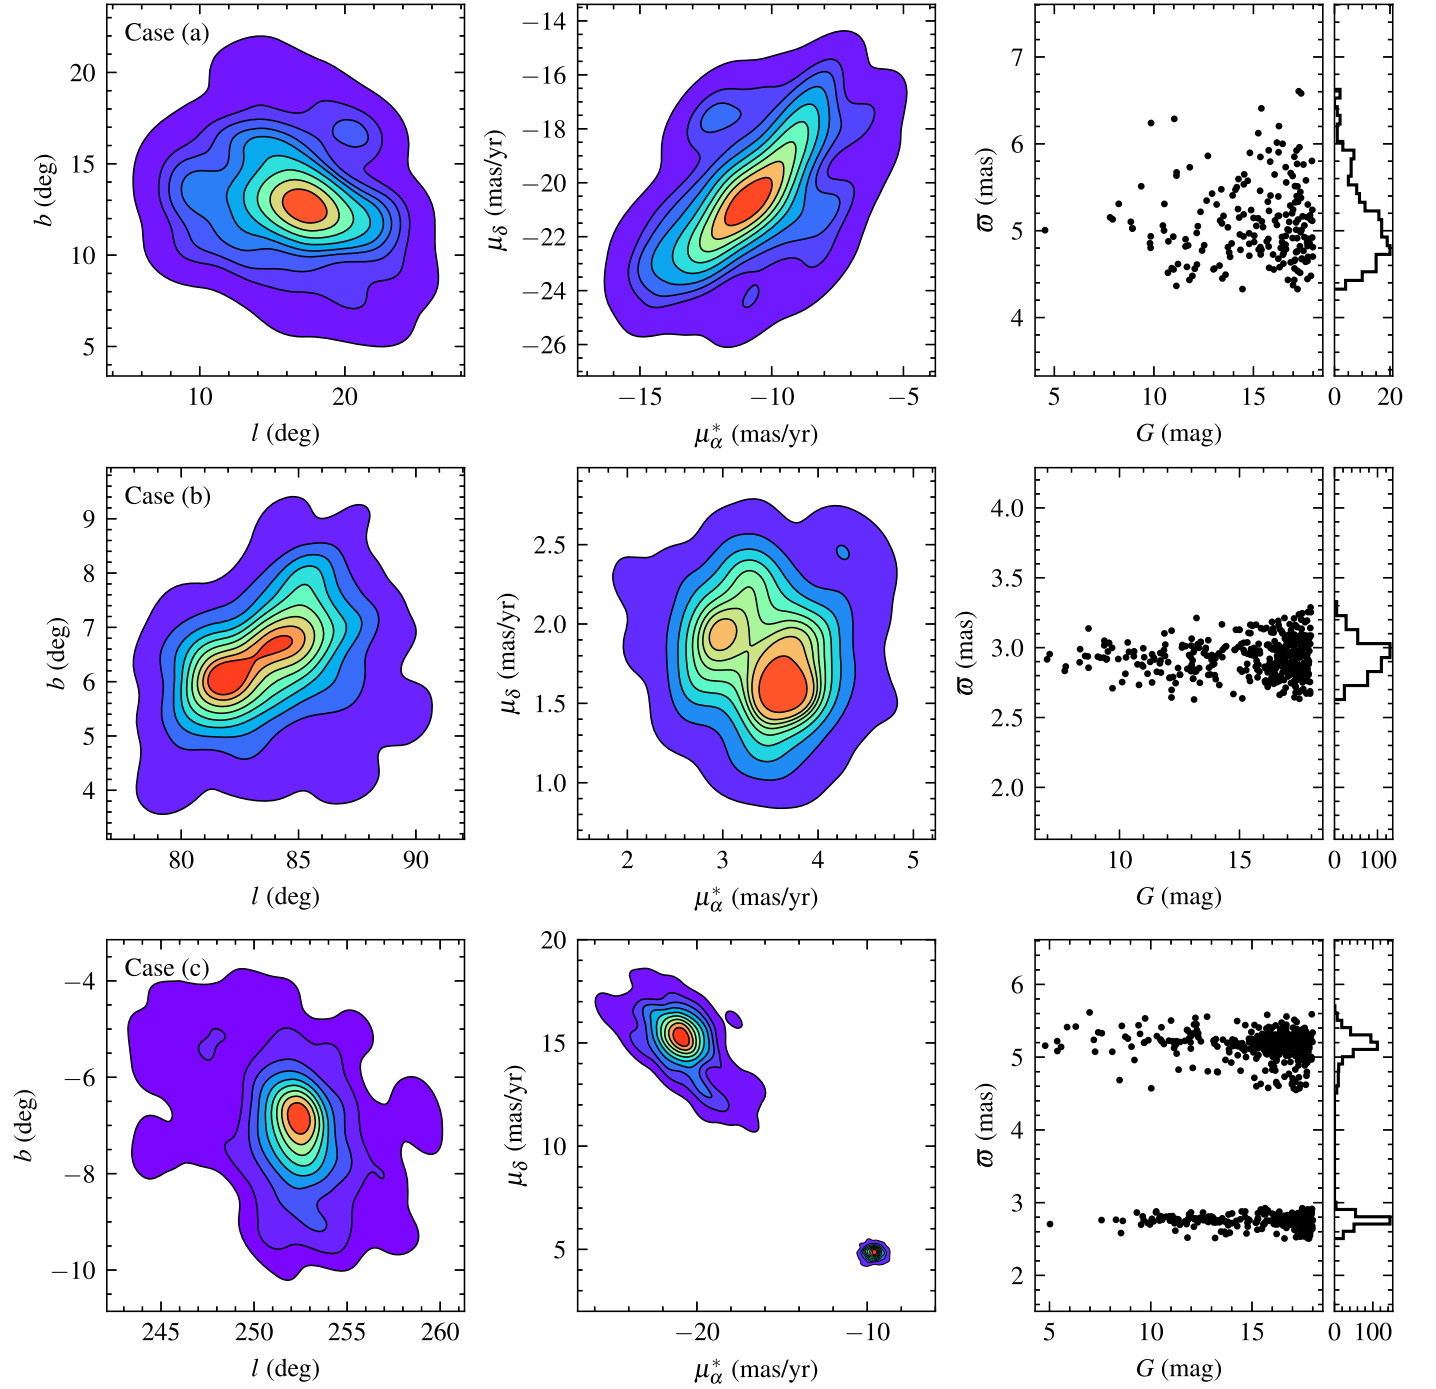 Case (a)
20
15
10
5
b (deg)
10 20
l (deg)
−14
−16
−18
−20
−22
−24
−26
μδ (mas/yr)
−15 −10 −5
μ*α (mas/yr)
7
6
5
4
ϖ (mas)
5 10 15
G (mag)
0 20
Case (b)
9
8
7
6
5
4
b (deg)
80 85 90
l (deg)
2.5
2.0
1.5
1.0
μδ (mas/yr)
2 3 4 5
μ*α (mas/yr)
4.0
3.5
3.0
2.5
2.0
ϖ (mas)
10 15
G (mag)
0 100
Case (c)
−4
−6
−8
−10
b (deg)
245 250 255 260
l (deg)
20
15
10
5
μδ (mas/yr)
−20 −10
μ*α (mas/yr)
6
5
4
3
2
ϖ (mas)
5 10 15
G (mag)
0 100